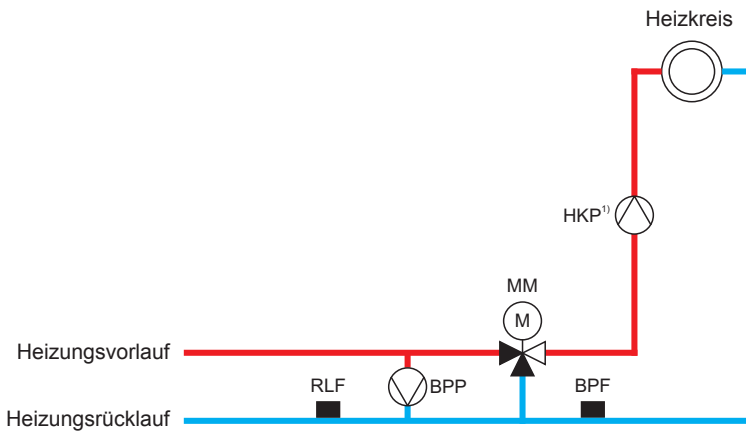 Heizkreis
HKP¹⁾
MM
M
Heizungsvorlauf
RLF
BPP
BPF
Heizungsrücklauf